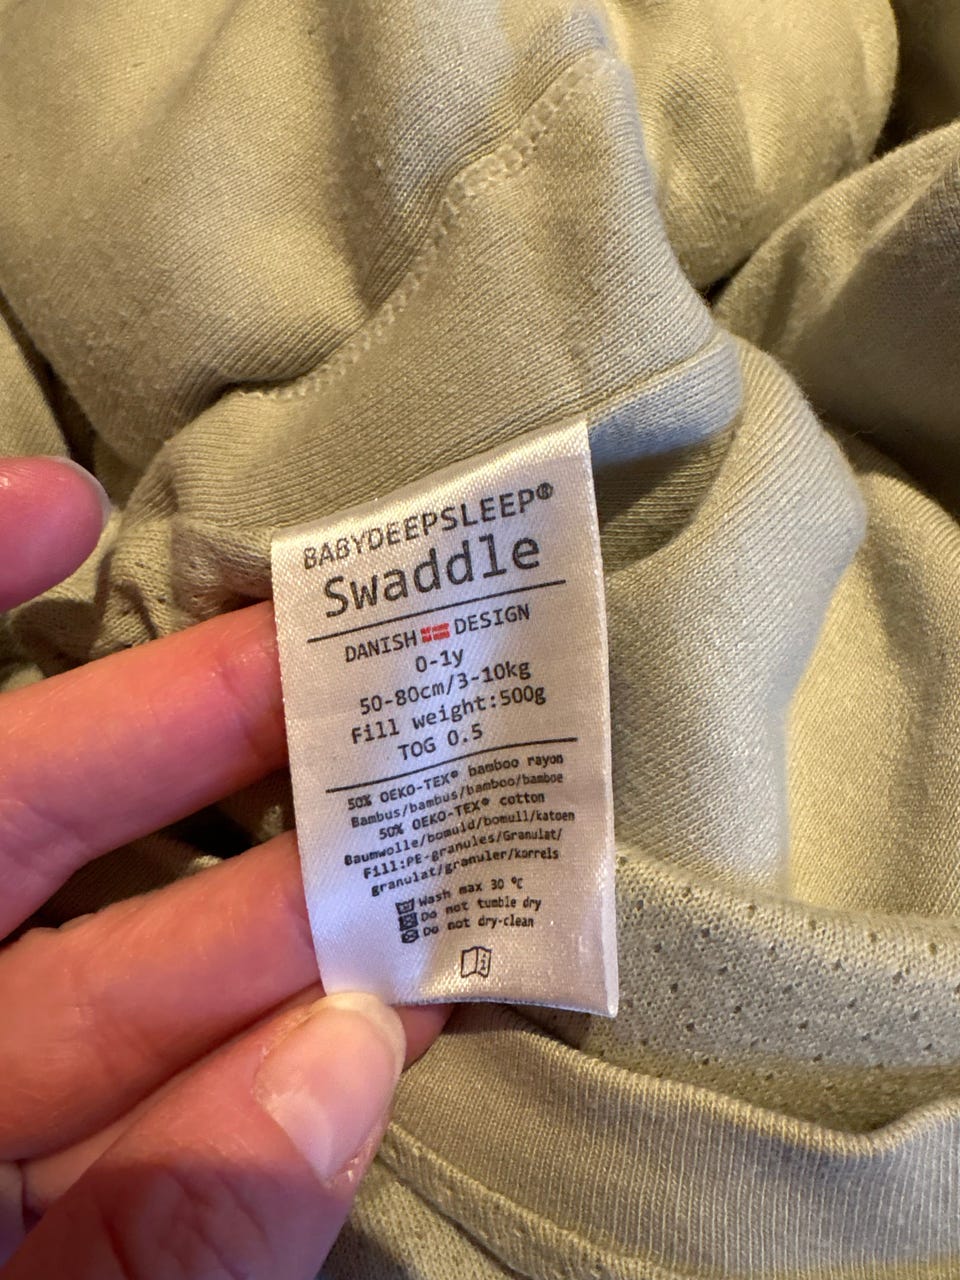 BABYDEEPSLEEP®
Swaddle
DANISH DESIGN
0-1y
50-80cm/3-10kg
Fill weight:500g
TOG 0.5
50% OEKO-TEX® bamboo rayon
Bambus/bambus/bamboo/bamboe
50% OEKO-TEX® cotton
Baumwolle/bomuld/bomull/katoen
Fill:PE-granules/Granulat/
granulat/granuler/korrels
Wash max 30 °C
Do not tumble dry
Do not dry-clean